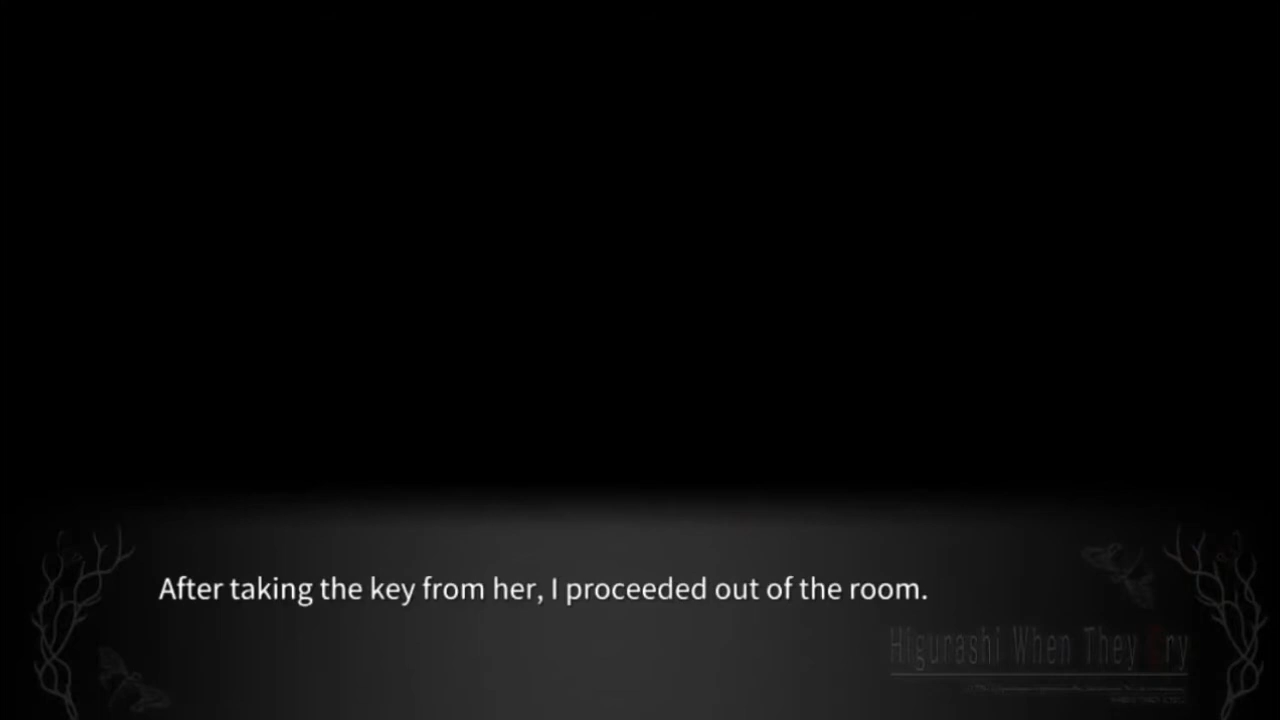 After taking the key from her, I proceeded out of the room.
Higurashi When They Cry